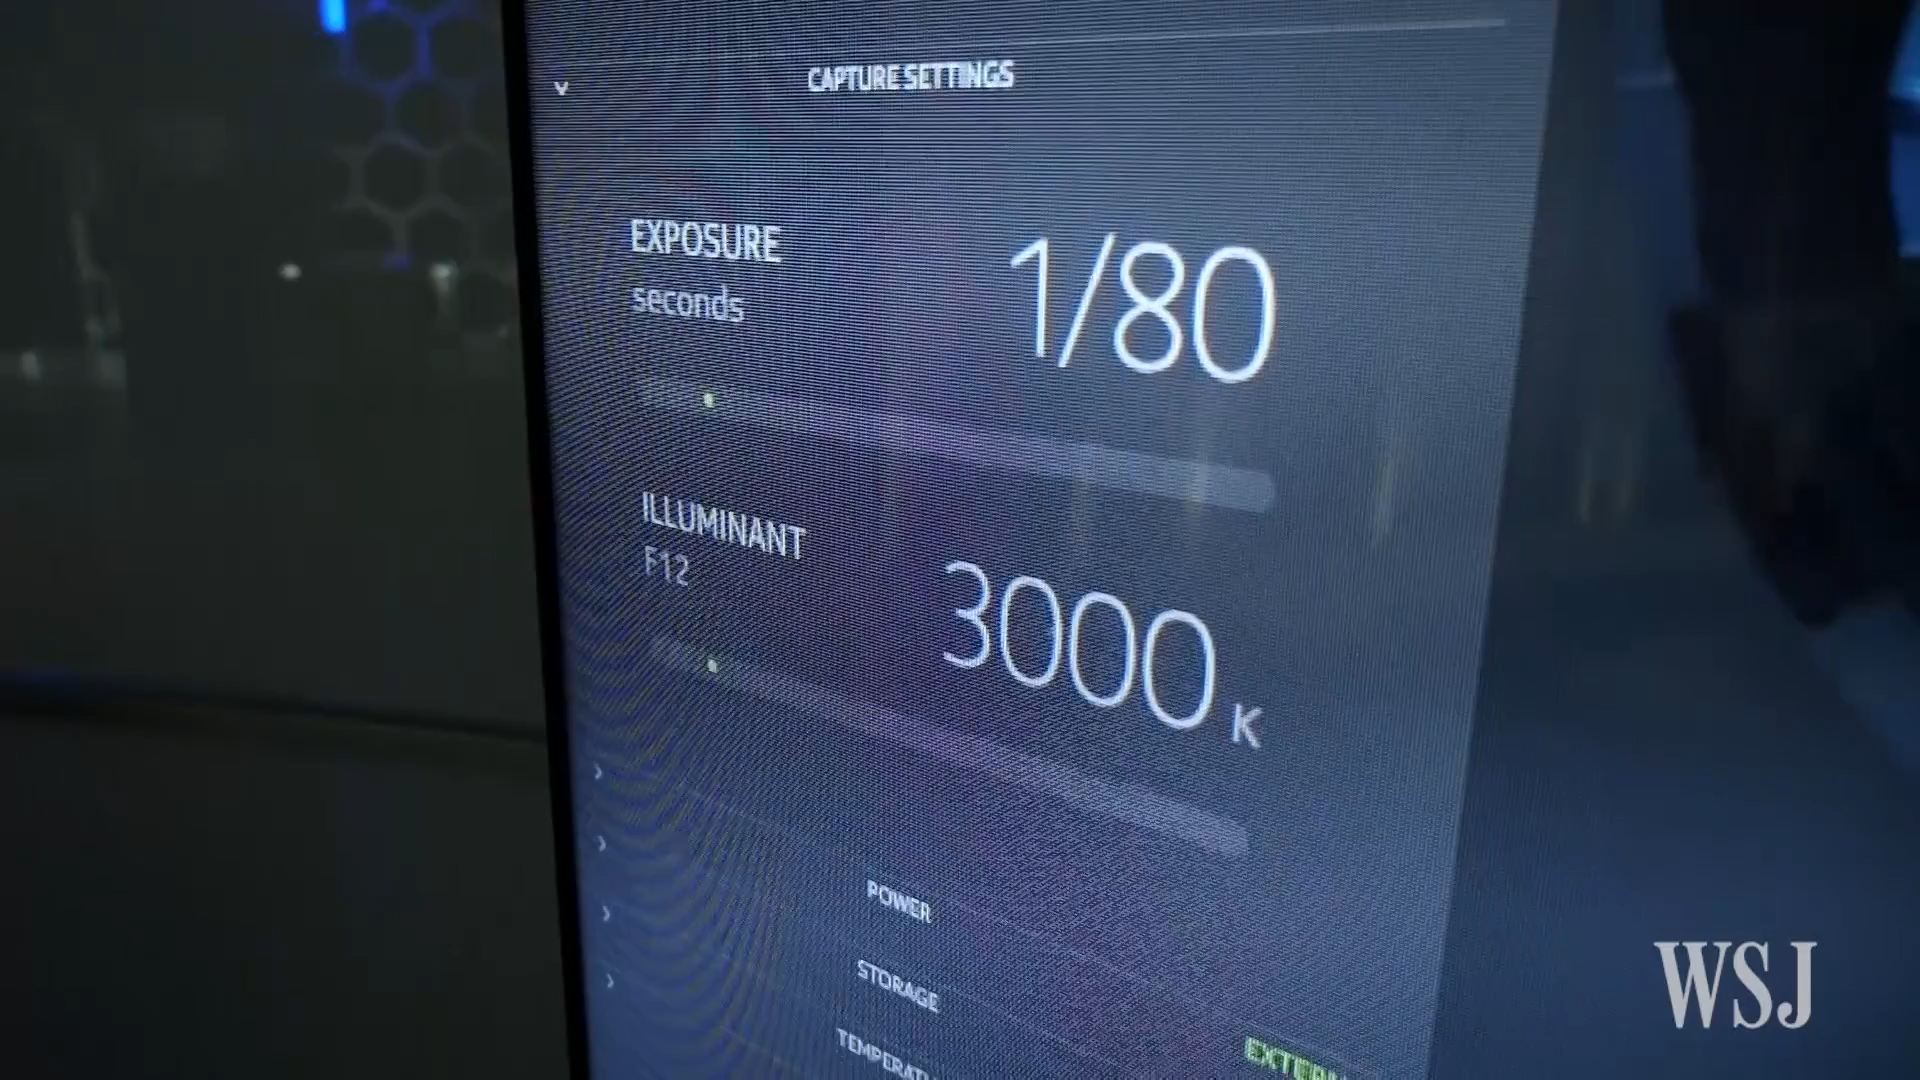 CAPTURE SETTINGS
EXPOSURE
seconds
1/80
ILLUMINANT
F12
3000 K
POWER
STORAGE
WSJ